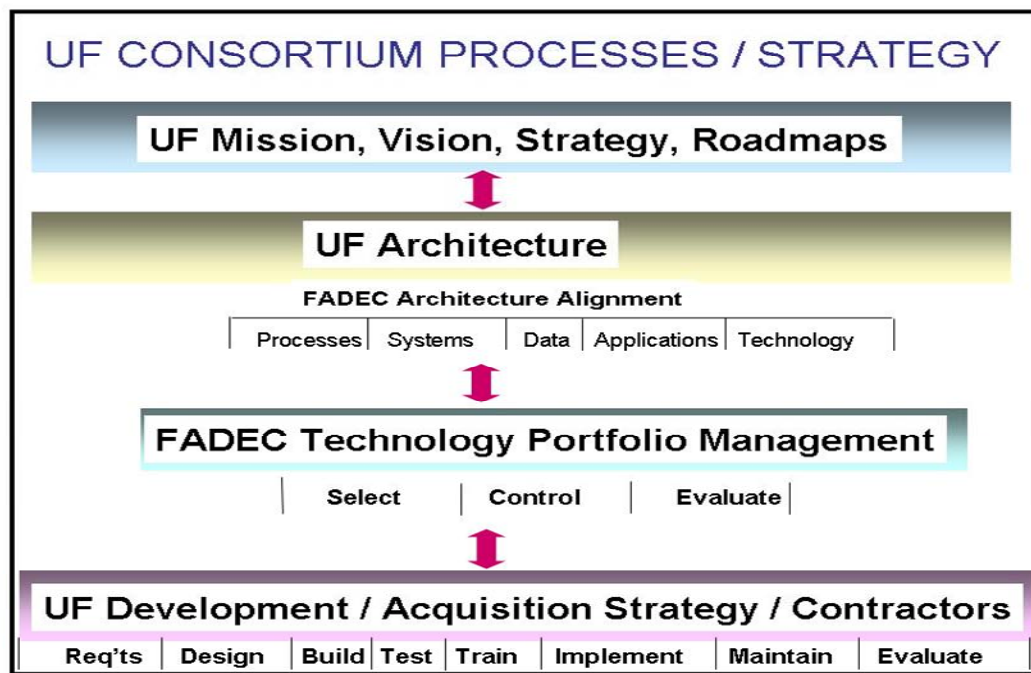 UF CONSORTIUM PROCESSES / STRATEGY
UF Mission, Vision, Strategy, Roadmaps
UF Architecture
FADEC Architecture Alignment
Processes Systems Data Applications Technology
FADEC Technology Portfolio Management
Select Control Evaluate
UF Development / Acquisition Strategy / Contractors
Req'ts Design Build Test Train Implement Maintain Evaluate